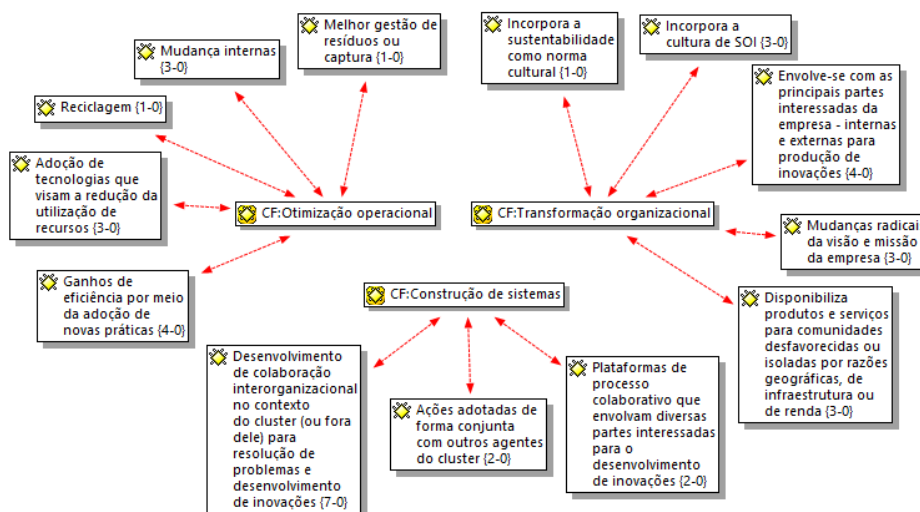 Melhor gestão de
resíduos ou
captura {1-0}
Mudança internas
{3-0}
Reciclagem {1-0}
Adoção de
tecnologias que
visam a redução da
utilização de
recursos {3-0}
Ganhos de
eficiência por meio
da adoção de
novas práticas {4-0}
CF:Otimização operacional
Incorpora a
sustentabilidade
como norma
cultural {1-0}
Incorpora a
cultura de SOI {3-0}
Envolve-se com as
principais partes
interessadas da
empresa - internas
e externas para
produção de
inovações {4-0}
CF:Transformação organizacional
Mudanças radicai
da visão e missão
da empresa {3-0}
Disponibiliza
produtos e serviços
para comunidades
desfavorecidas ou
isoladas por razões
geográficas, de
infraestrutura ou
de renda {3-0}
CF:Construção de sistemas
Desenvolvimento
de colaboração
interorganizacional
no contexto
do cluster (ou fora
dele) para
resolução de
problemas e
desenvolvimento
de inovações {7-0}
Ações adotadas de
forma conjunta
com outros agentes
do cluster {2-0}
Plataformas de
processo
colaborativo que
envolvam diversas
partes interessadas
para o
desenvolvimento
de inovações {2-0}